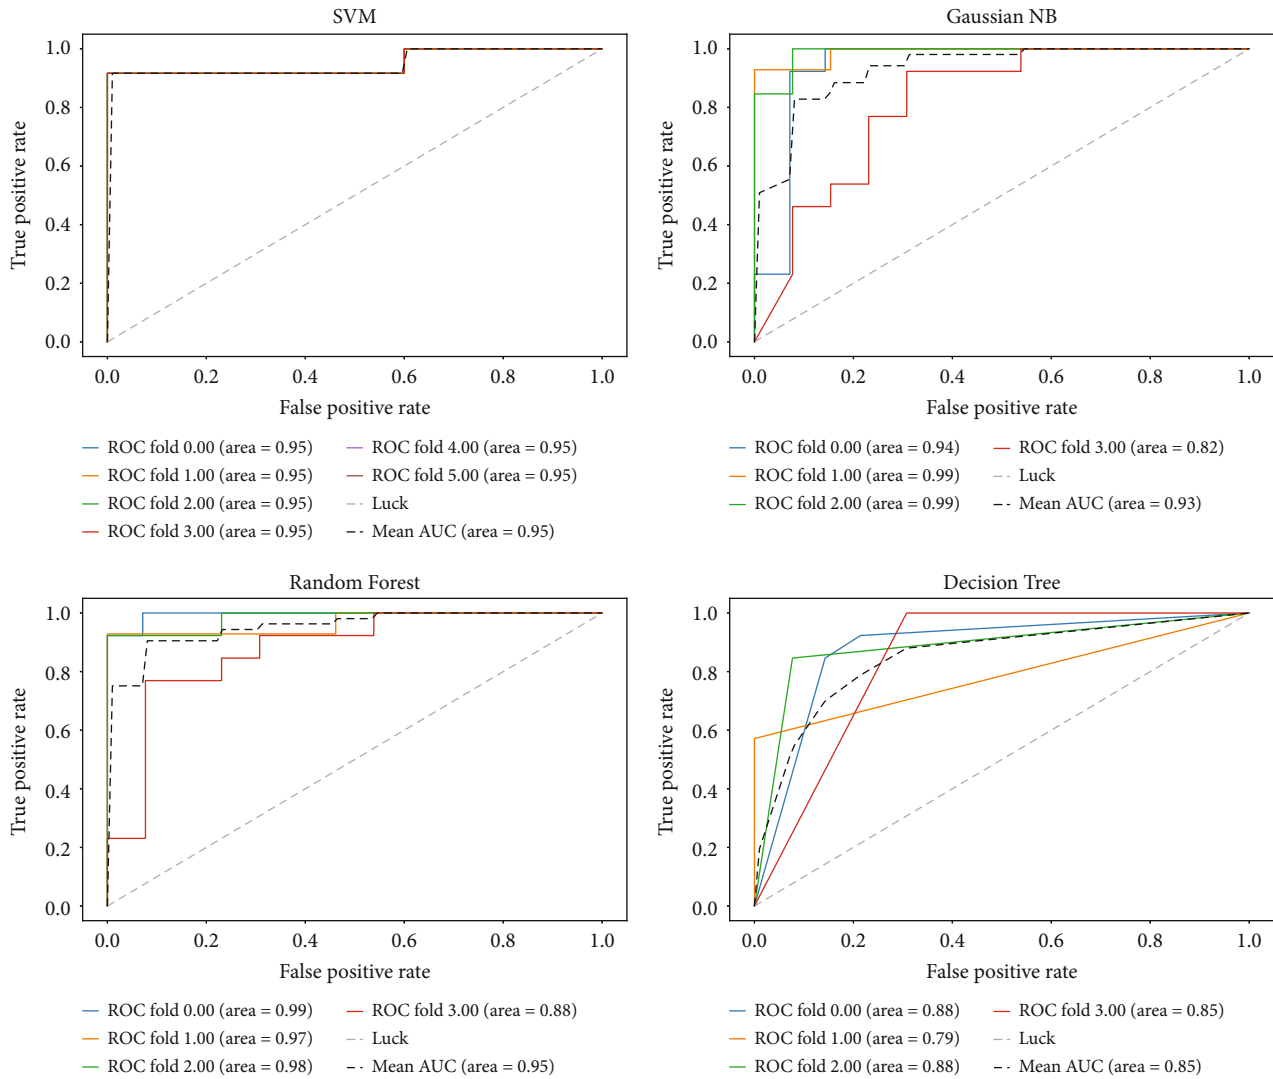 SVM
True positive rate
1.0
0.8
0.6
0.4
0.2
0.0
0.0 0.2 0.4 0.6 0.8 1.0
False positive rate
ROC fold 0.00 (area = 0.95)
ROC fold 1.00 (area = 0.95)
ROC fold 2.00 (area = 0.95)
ROC fold 3.00 (area = 0.95)
ROC fold 4.00 (area = 0.95)
ROC fold 5.00 (area = 0.95)
Luck
Mean AUC (area = 0.95)
Gaussian NB
True positive rate
1.0
0.8
0.6
0.4
0.2
0.0
0.0 0.2 0.4 0.6 0.8 1.0
False positive rate
ROC fold 0.00 (area = 0.94)
ROC fold 1.00 (area = 0.99)
ROC fold 2.00 (area = 0.99)
ROC fold 3.00 (area = 0.82)
Luck
Mean AUC (area = 0.93)
Random Forest
True positive rate
1.0
0.8
0.6
0.4
0.2
0.0
0.0 0.2 0.4 0.6 0.8 1.0
False positive rate
ROC fold 0.00 (area = 0.99)
ROC fold 1.00 (area = 0.97)
ROC fold 2.00 (area = 0.98)
ROC fold 3.00 (area = 0.88)
Luck
Mean AUC (area = 0.95)
Decision Tree
True positive rate
1.0
0.8
0.6
0.4
0.2
0.0
0.0 0.2 0.4 0.6 0.8 1.0
False positive rate
ROC fold 0.00 (area = 0.88)
ROC fold 1.00 (area = 0.79)
ROC fold 2.00 (area = 0.88)
ROC fold 3.00 (area = 0.85)
Luck
Mean AUC (area = 0.85)